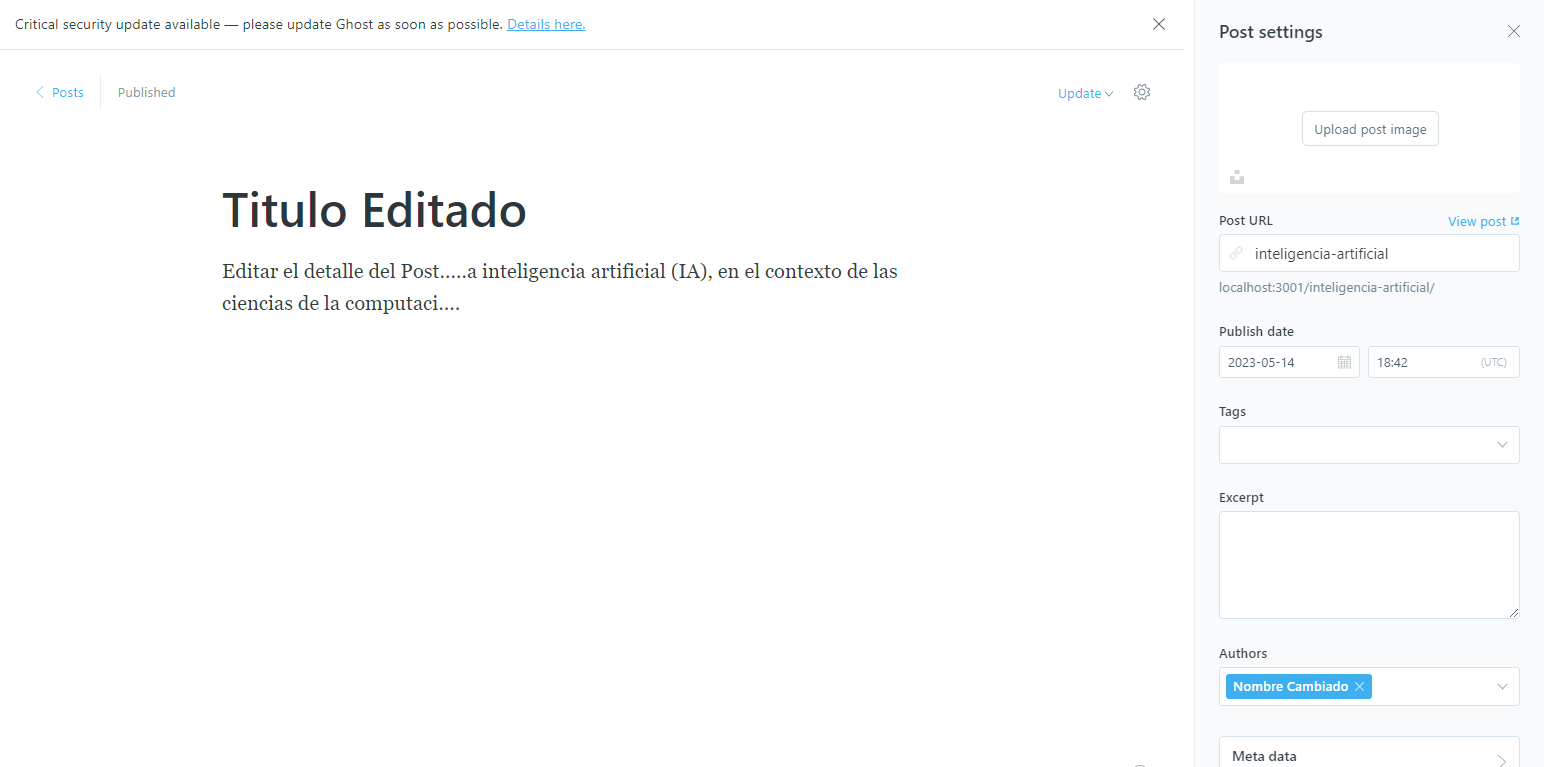 Critical security update available — please update Ghost as soon as possible. Details here.
Posts
Published
Update
Titulo Editado
Editar el detalle del Post.....a inteligencia artificial (IA), en el contexto de las
ciencias de la computaci....
Post settings
Upload post image
Post URL
View post
inteligencia-artificial
localhost:3001/inteligencia-artificial/
Publish date
2023-05-14
18:42
(UTC)
Tags
Excerpt
Authors
Nombre Cambiado
Meta data